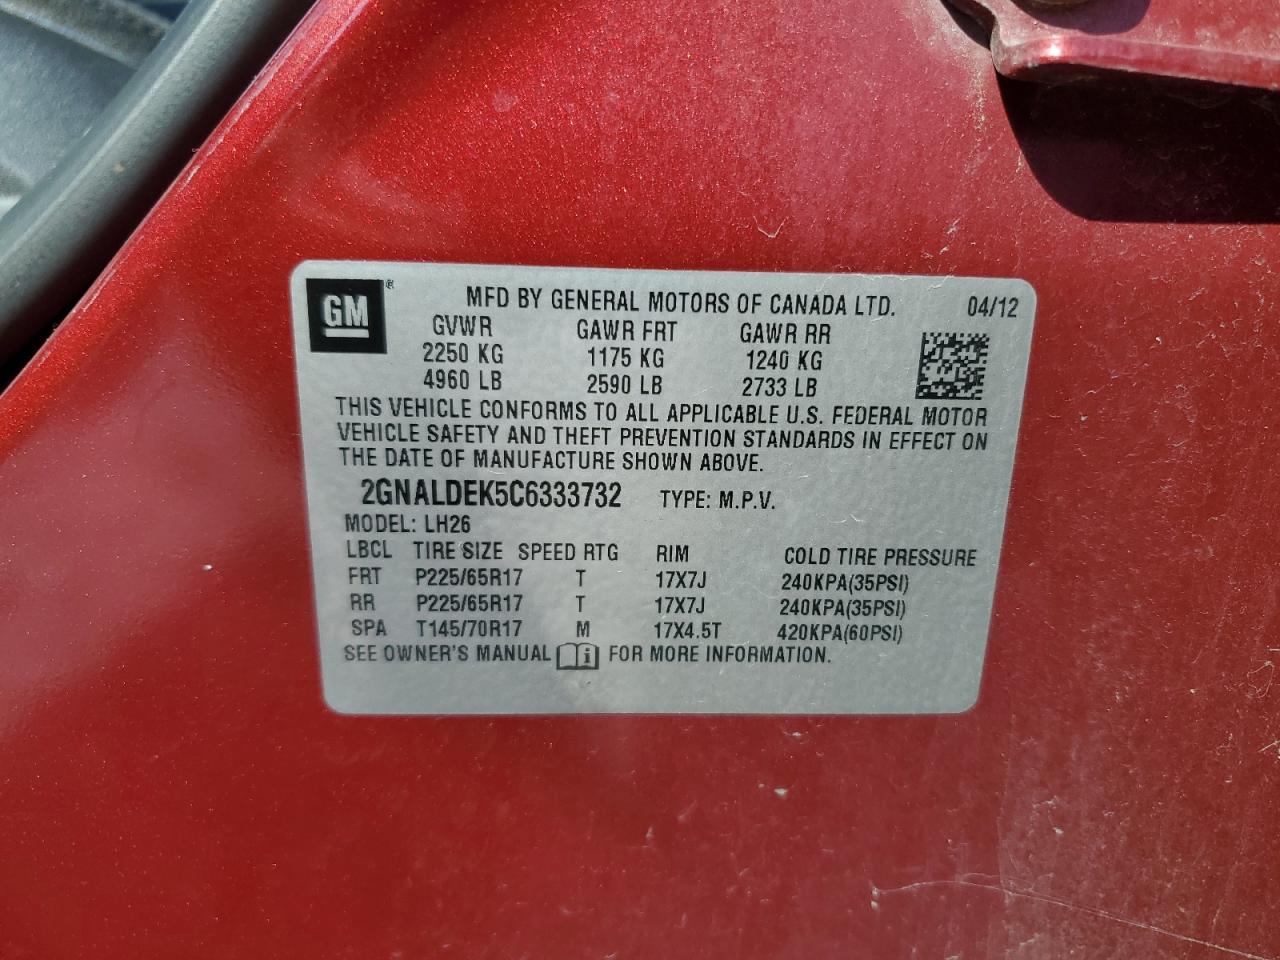 GM ® MFD BY GENERAL MOTORS OF CANADA LTD. 04/12
GVWR GAWR FRT GAWR RR
2250 KG 1175 KG 1240 KG
4960 LB 2590 LB 2733 LB
THIS VEHICLE CONFORMS TO ALL APPLICABLE U.S. FEDERAL MOTOR
VEHICLE SAFETY AND THEFT PREVENTION STANDARDS IN EFFECT ON
THE DATE OF MANUFACTURE SHOWN ABOVE.
2GNALDEK5C6333732 TYPE: M.P.V.
MODEL: LH26
LBCL TIRE SIZE SPEED RTG RIM COLD TIRE PRESSURE
FRT P225/65R17 T 17X7J 240KPA(35PSI)
RR P225/65R17 T 17X7J 240KPA(35PSI)
SPA T145/70R17 M 17X4.5T 420KPA(60PSI)
SEE OWNER'S MANUAL i FOR MORE INFORMATION.